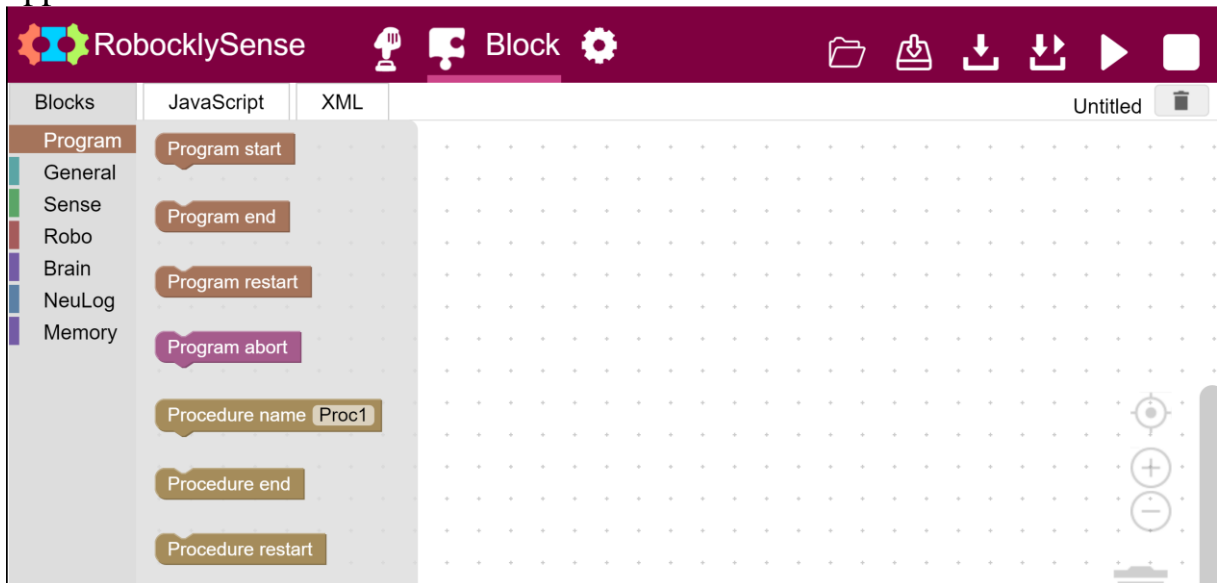 RobocklySense
Block
Blocks
JavaScript
XML
Untitled
Program
General
Sense
Robo
Brain
NeuLog
Memory
Program start
Program end
Program restart
Program abort
Procedure name Proc1
Procedure end
Procedure restart